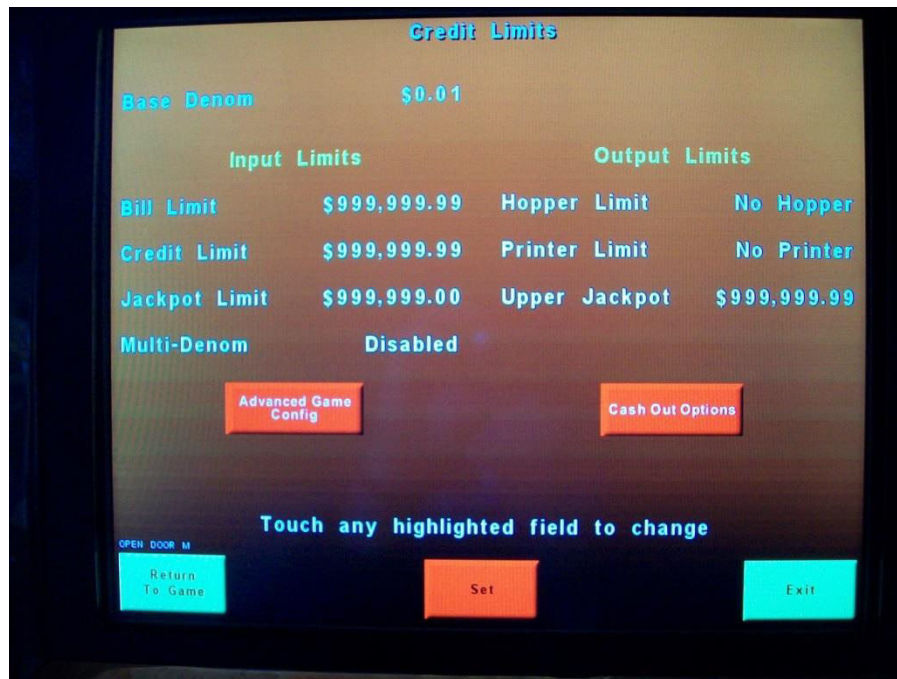 Credit Limits
Base Denom $0.01
Input Limits Output Limits
Bill Limit $999,999.99 Hopper Limit No Hopper
Credit Limit $999,999.99 Printer Limit No Printer
Jackpot Limit $999,999.00 Upper Jackpot $999,999.99
Multi-Denom Disabled
Advanced Game
Config
Cash Out Options
Touch any highlighted field to change
OPEN DOOR M
Return
To Game
Set
Exit